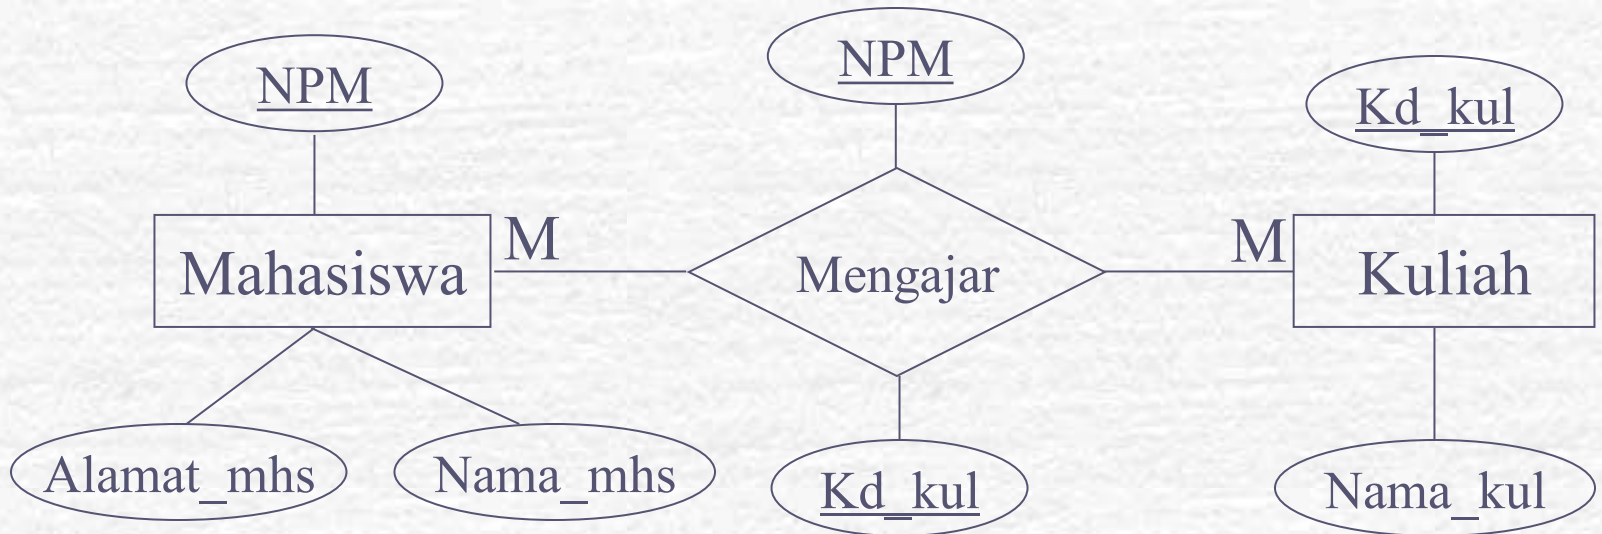 NPM
NPM
Kd_kul
Mahasiswa
M
Mengajar
M
Kuliah
Alamat_mhs
Nama_mhs
Kd_kul
Nama_kul